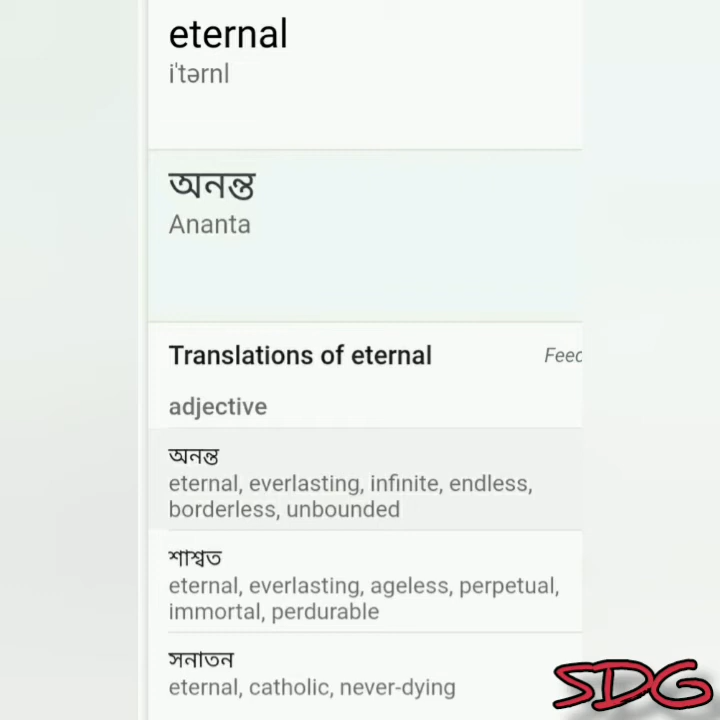 eternal
i'tərnl
অনন্ত
Ananta
Translations of eternal
Feed
adjective
অনন্ত
eternal, everlasting, infinite, endless,
borderless, unbounded
শাশ্বত
eternal, everlasting, ageless, perpetual,
immortal, perdurable
সনাতন
eternal, catholic, never-dying
SDG